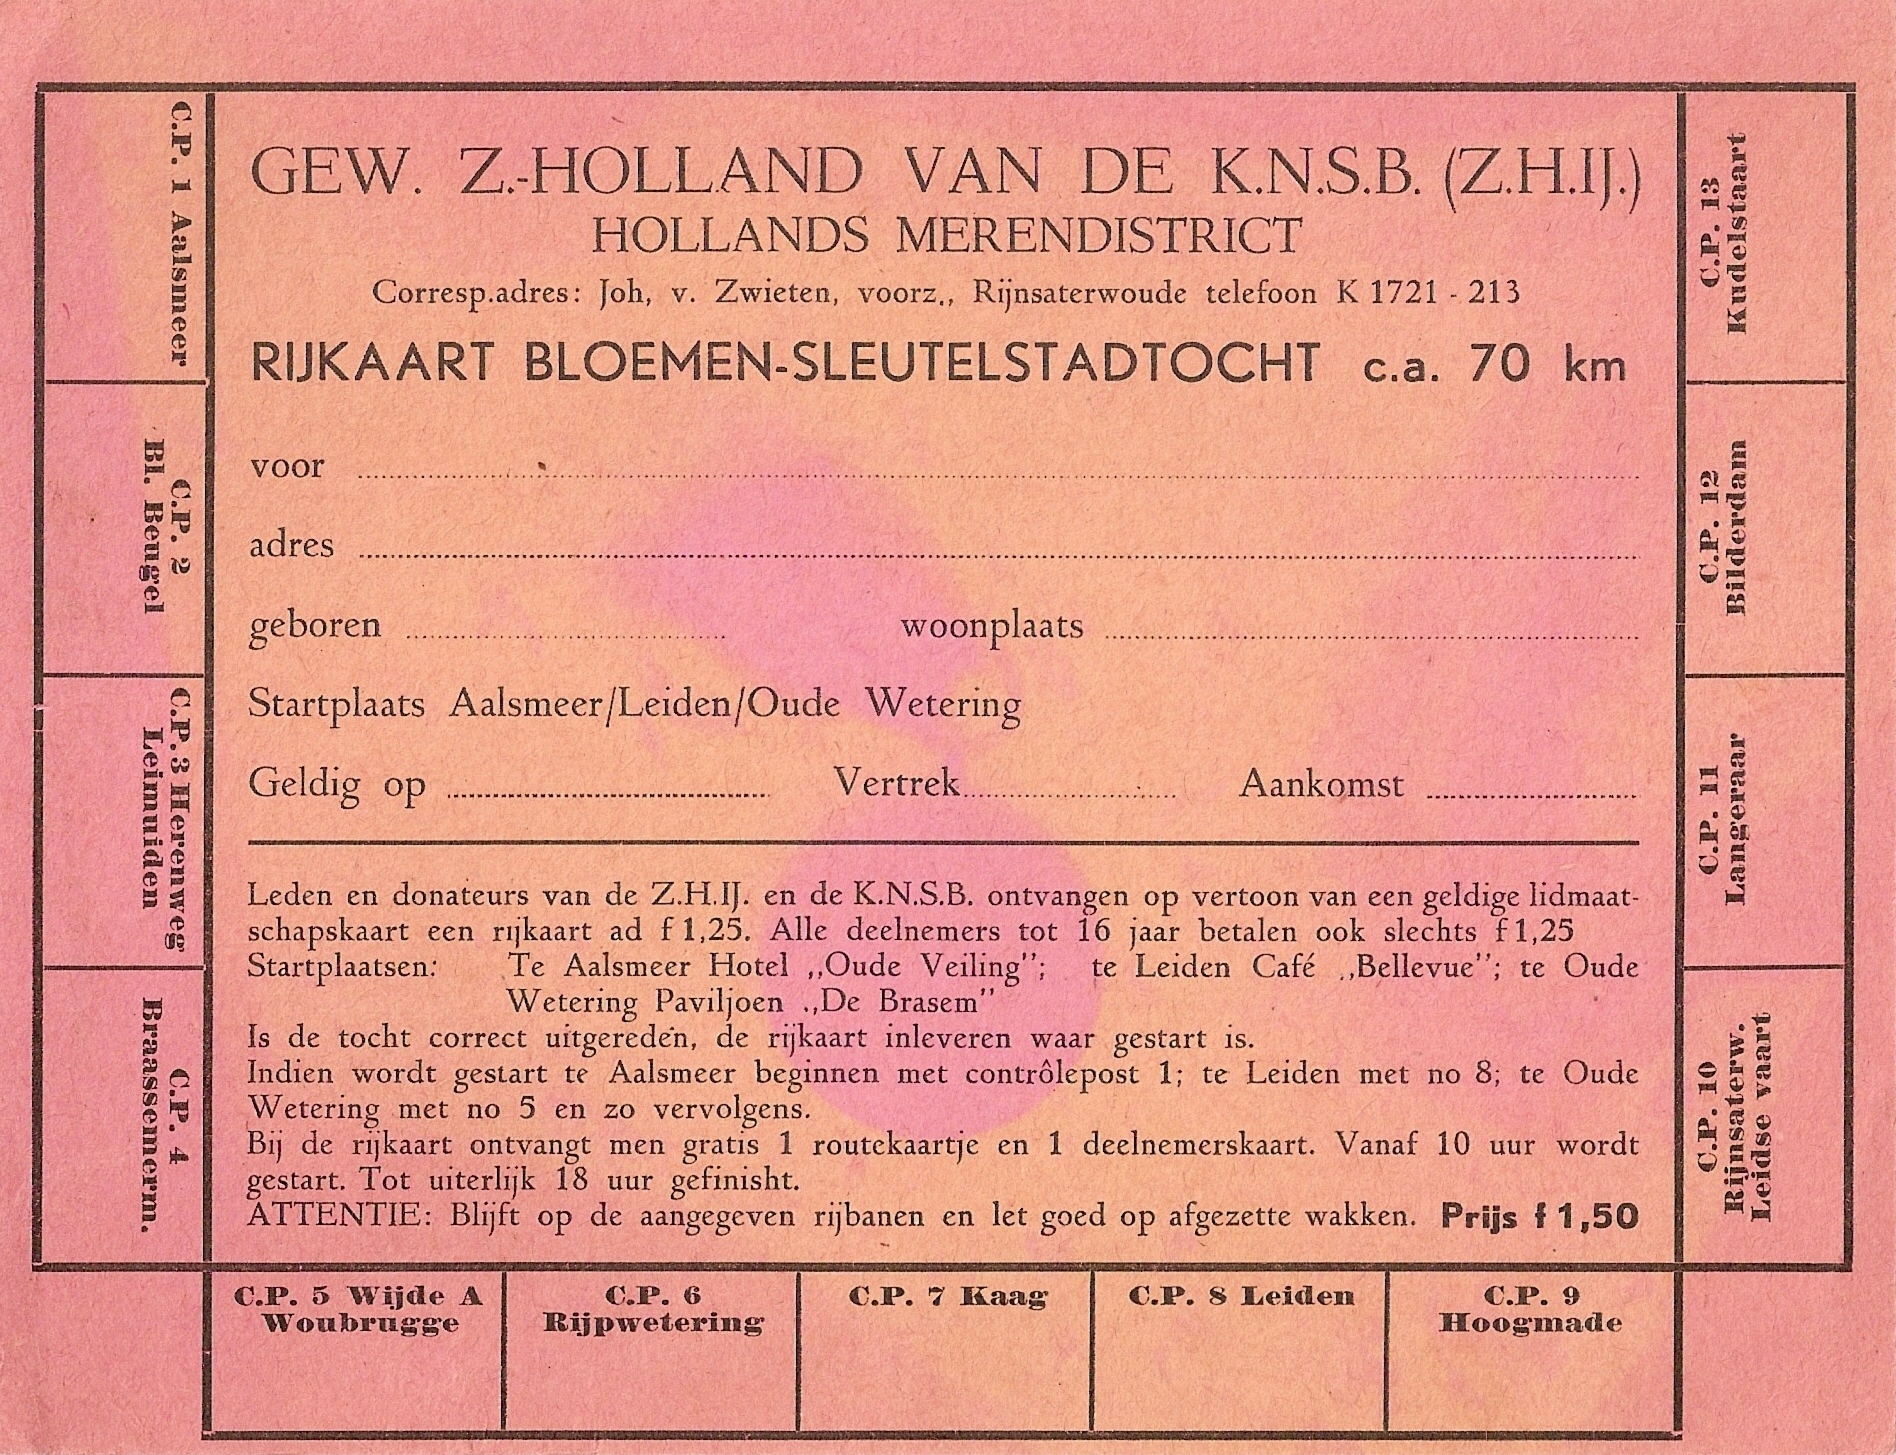 GEW. Z.-HOLLAND VAN DE K.N.S.B. (Z.H.IJ.)
HOLLANDS MERENDISTRICT
Corresp.adres: Joh, v. Zwieten, voorz., Rijnsaterwoude telefoon K 1721 - 213
RIJKAART BLOEMEN-SLEUTELSTADTOCHT c.a. 70 km
voor
adres
geboren woonplaats
Startplaats Aalsmeer/Leiden/Oude Wetering
Geldig op Vertrek Aankomst
Leden en donateurs van de Z.H.IJ. en de K.N.S.B. ontvangen op vertoon van een geldige lidmaat-
schapskaart een rijkaart ad f 1,25. Alle deelnemers tot 16 jaar betalen ook slechts f 1,25
Startplaatsen: Te Aalsmeer Hotel ,,Oude Veiling"; te Leiden Café ,,Bellevue"; te Oude
Wetering Paviljoen .,De Brasem"
Is de tocht correct uitgereden, de rijkaart inleveren waar gestart is.
Indien wordt gestart te Aalsmeer beginnen met contrôlepost 1; te Leiden met no 8; te Oude
Wetering met no 5 en zo vervolgens.
Bij de rijkaart ontvangt men gratis 1 routekaartje en 1 deelnemerskaart. Vanaf 10 uur wordt
gestart. Tot uiterlijk 18 uur gefinisht.
ATTENTIE: Blijft op de aangegeven rijbanen en let goed op afgezette wakken. Prijs f 1,50
C.P. 1 Aalsmeer
C.P. 2
Bl. Beugel
C.P. 3 Herenweg
Leimuiden
C.P. 4
Braassemerm.
C.P. 5 Wijde A
Woubrugge
C.P. 6
Rijpwetering
C.P. 7 Kaag
C.P. 8 Leiden
C.P. 9
Hoogmade
C.P. 10
Rijnsaterw.
Leidse vaart
C.P. 11
Langeraar
C.P. 12
Bilderdam
C.P. 13
Kudelstaart